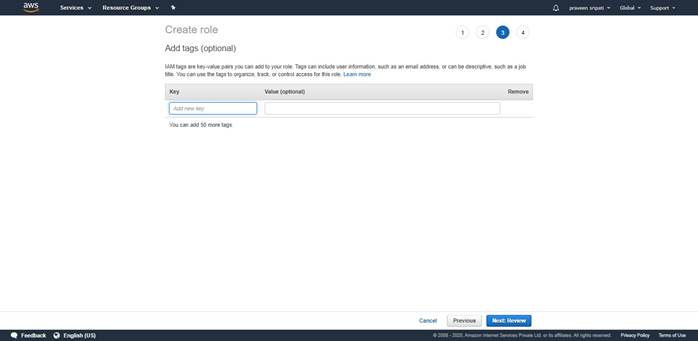 aws Services Resource Groups praveen sripati Global Support
Create role 1 2 3 4
Add tags (optional)
IAM tags are key-value pairs you can add to your role. Tags can include user information, such as an email address, or can be descriptive, such as a job
title. You can use the tags to organize, track, or control access for this role. Learn more
Key Value (optional) Remove
Add new key
You can add 50 more tags
Cancel Previous Next: Review
Feedback English (US) © 2008 - 2020, Amazon Internet Services Private Ltd. or its affiliates. All rights reserved. Privacy Policy Terms of Use